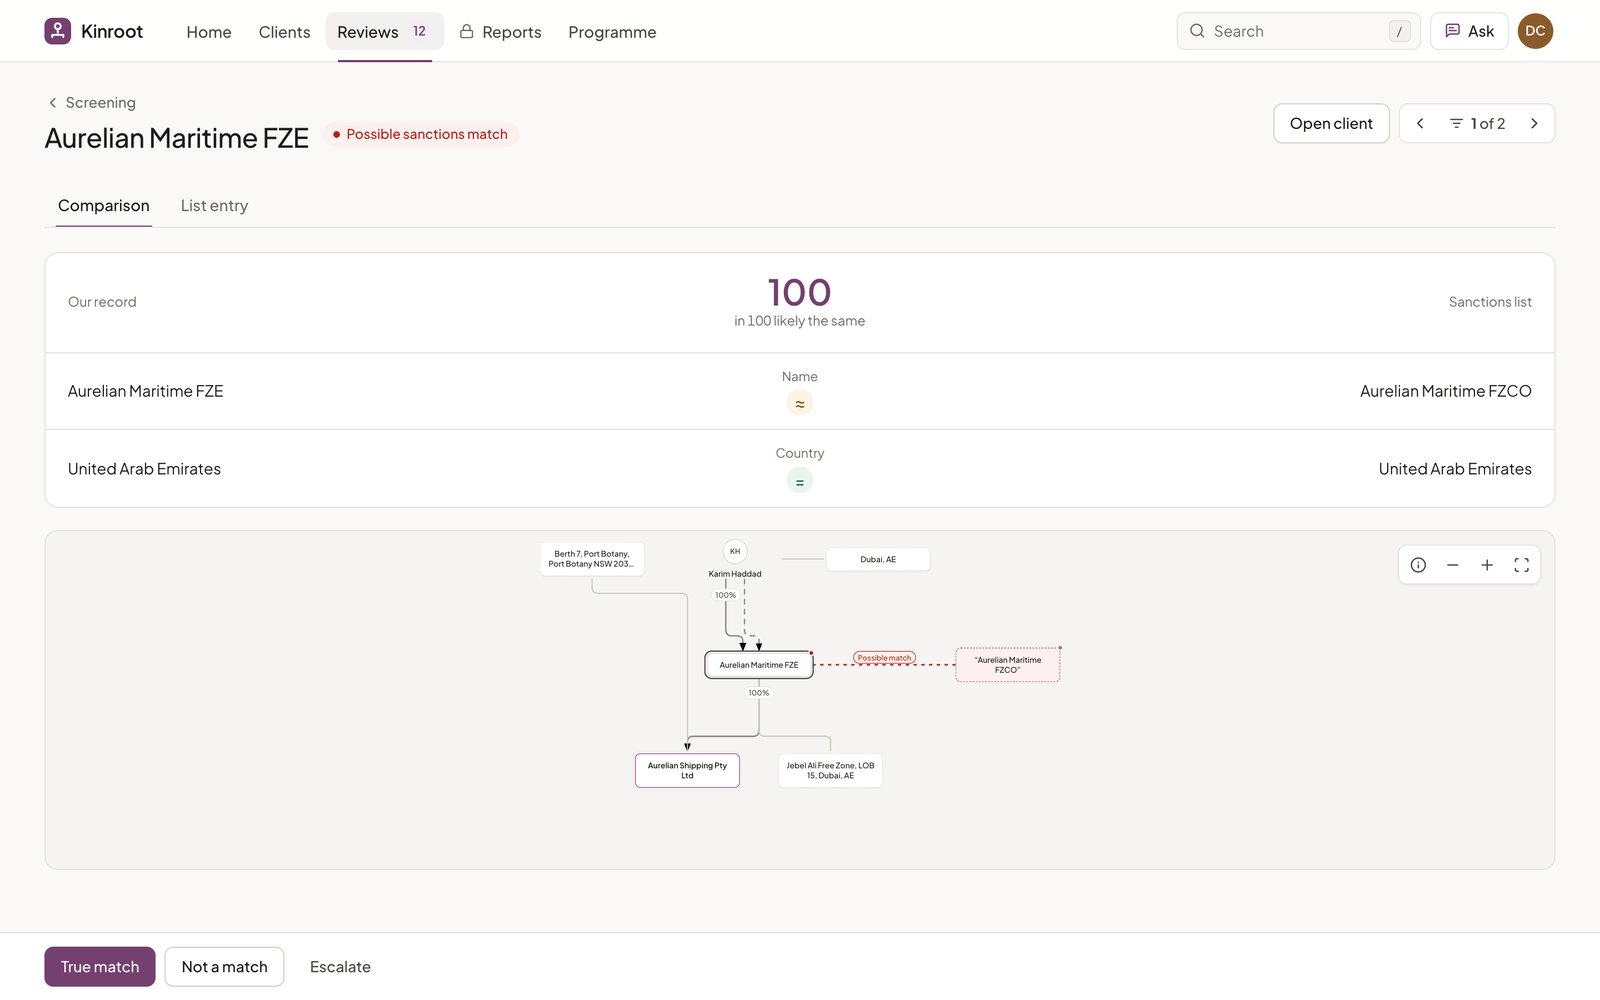 Kinroot
Home
Clients
Reviews 12
Reports
Programme
Search /
Ask
DC
Screening
Aurelian Maritime FZE
Possible sanctions match
Open client
1 of 2
Comparison
List entry
Our record
100
in 100 likely the same
Sanctions list
Aurelian Maritime FZE
Name
≈
Aurelian Maritime FZCO
United Arab Emirates
Country
=
United Arab Emirates
Berth 7, Port Botany,
Port Botany NSW 203...
KH
Karim Haddad
Dubai, AE
100%
Aurelian Maritime FZE
Possible match
"Aurelian Maritime
FZCO"
100%
Aurelian Shipping Pty
Ltd
Jebel Ali Free Zone, LOB
15, Dubai, AE
True match
Not a match
Escalate